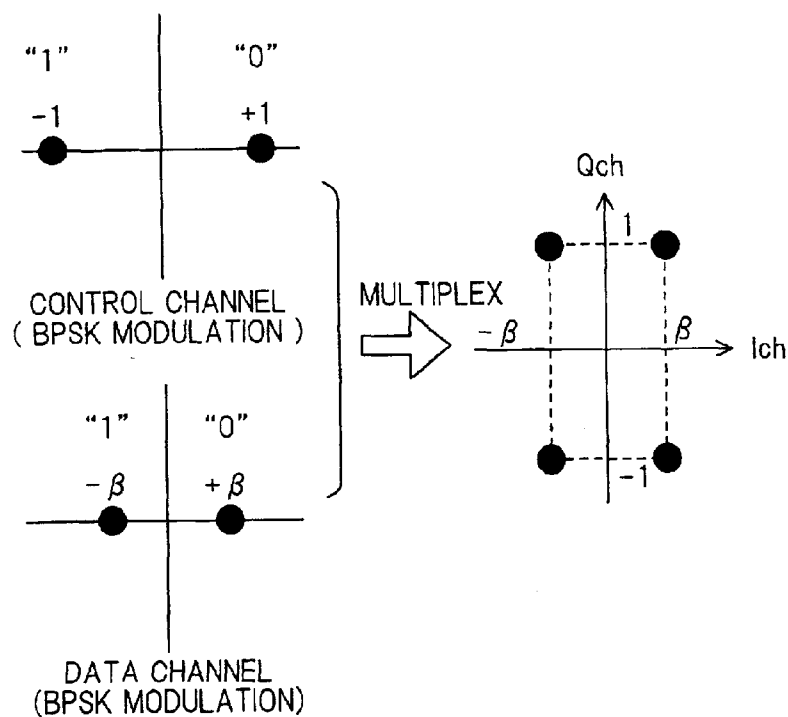 “1” “0”
-1 +1
CONTROL CHANNEL
( BPSK MODULATION )
“1” “0”
-β +β
DATA CHANNEL
(BPSK MODULATION)
MULTIPLEX
Qch
1
-β β Ich
-1